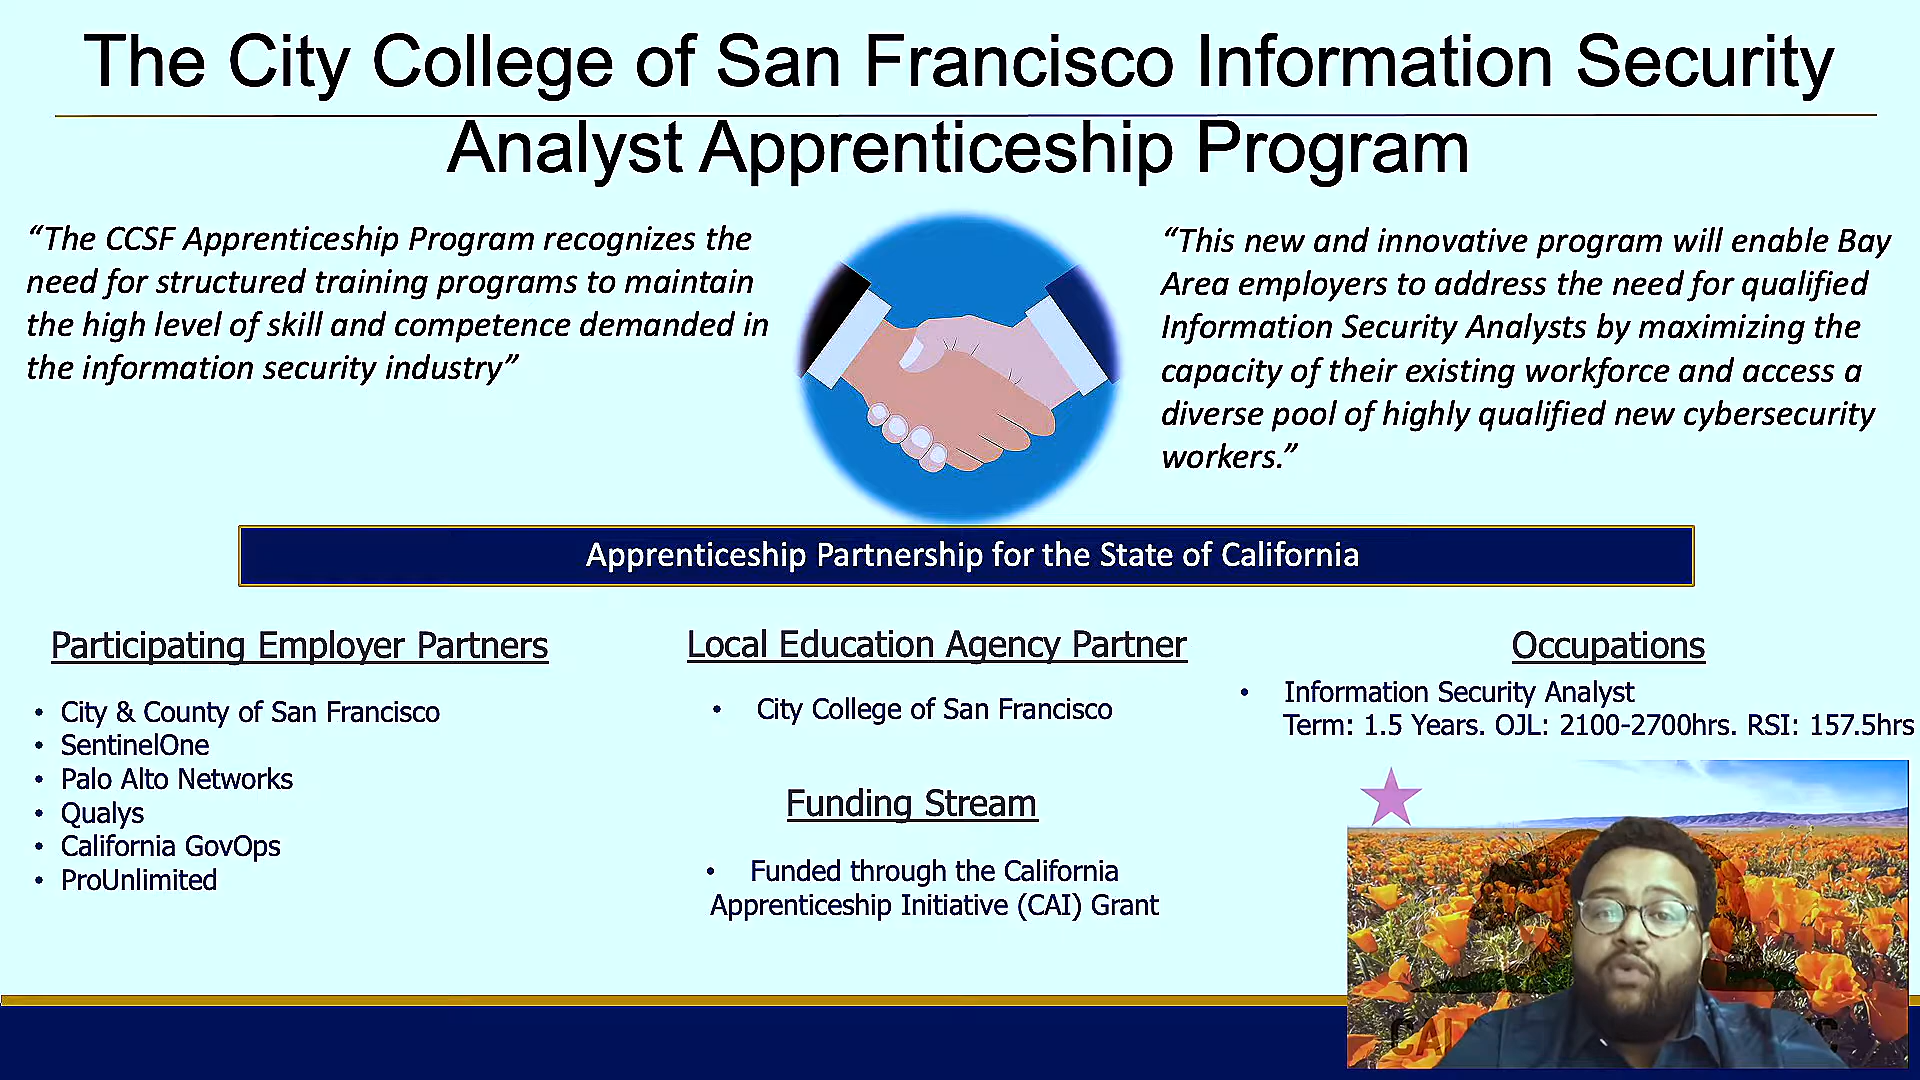 The City College of San Francisco Information Security
Analyst Apprenticeship Program
“The CCSF Apprenticeship Program recognizes the
need for structured training programs to maintain
the high level of skill and competence demanded in
the information security industry”
“This new and innovative program will enable Bay
Area employers to address the need for qualified
Information Security Analysts by maximizing the
capacity of their existing workforce and access a
diverse pool of highly qualified new cybersecurity
workers.”
Apprenticeship Partnership for the State of California
Participating Employer Partners
• City & County of San Francisco
• SentinelOne
• Palo Alto Networks
• Qualys
• California GovOps
• ProUnlimited
Local Education Agency Partner
• City College of San Francisco
Funding Stream
• Funded through the California
Apprenticeship Initiative (CAI) Grant
Occupations
• Information Security Analyst
Term: 1.5 Years. OJL: 2100-2700hrs. RSI: 157.5hrs